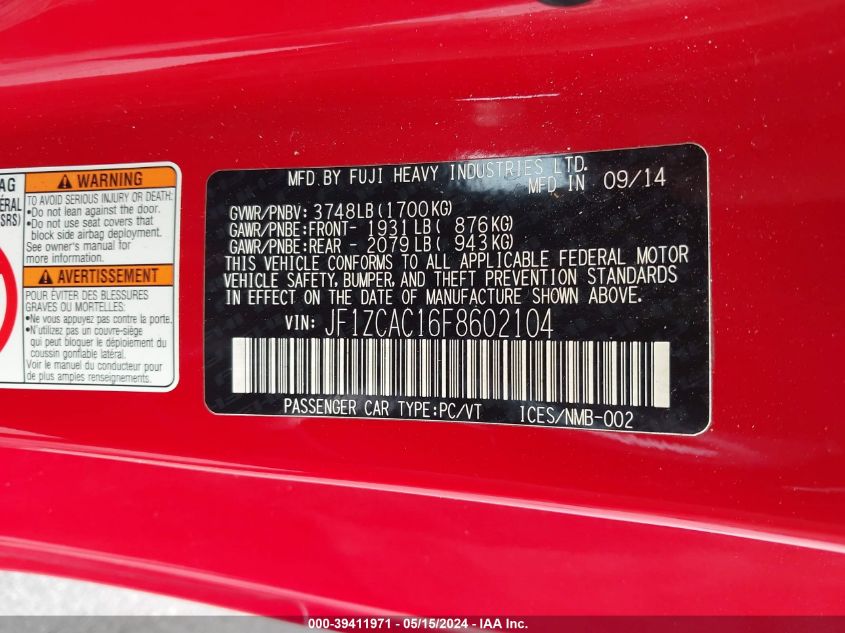 AG
ÉRAL
SRS)
WARNING
TO AVOID SERIOUS INJURY OR DEATH:
•Do not lean against the door.
•Do not use seat covers that
block side airbag deployment.
See owner's manual for
more information.
AVERTISSEMENT
POUR ÉVITER DES BLESSURES
GRAVES OU MORTELLES:
•Ne vous appuyez pas contre la porte.
•N'utilisez pas un couvre-siège
qui peut bloquer le déploiement du
coussin gonflable latéral.
Voir le manuel du conducteur pour
de plus amples renseignements.
MFD.BY FUJI HEAVY INDUSTRIES LTD.
MFD IN 09/14
GVWR/PNBV: 3748LB(1700KG)
GAWR/PNBE:FRONT- 1931LB( 876KG)
GAWR/PNBE:REAR - 2079LB( 943KG)
THIS VEHICLE CONFORMS TO ALL APPLICABLE FEDERAL MOTOR
VEHICLE SAFETY,BUMPER,AND THEFT PREVENTION STANDARDS
IN EFFECT ON THE DATE OF MANUFACTURE SHOWN ABOVE.
VIN: JF1ZCAC16F8602104
PASSENGER CAR TYPE:PC/VT ICES/NMB-002
000-39411971 - 05/15/2024 - IAA Inc.